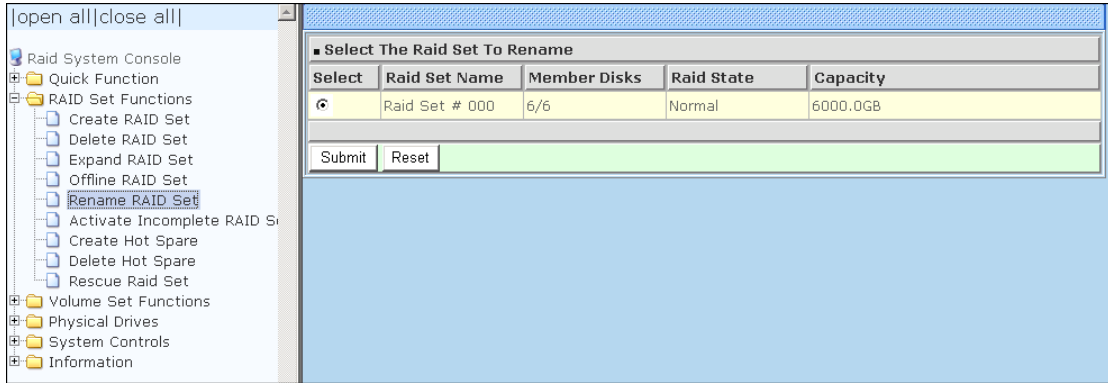 |open all|close all|
Raid System Console
Quick Function
RAID Set Functions
Create RAID Set
Delete RAID Set
Expand RAID Set
Offline RAID Set
Rename RAID Set
Activate Incomplete RAID S
Create Hot Spare
Delete Hot Spare
Rescue Raid Set
Volume Set Functions
Physical Drives
System Controls
Information
Select The Raid Set To Rename
Select Raid Set Name Member Disks Raid State Capacity
Raid Set # 000 6/6 Normal 6000.0GB
Submit Reset